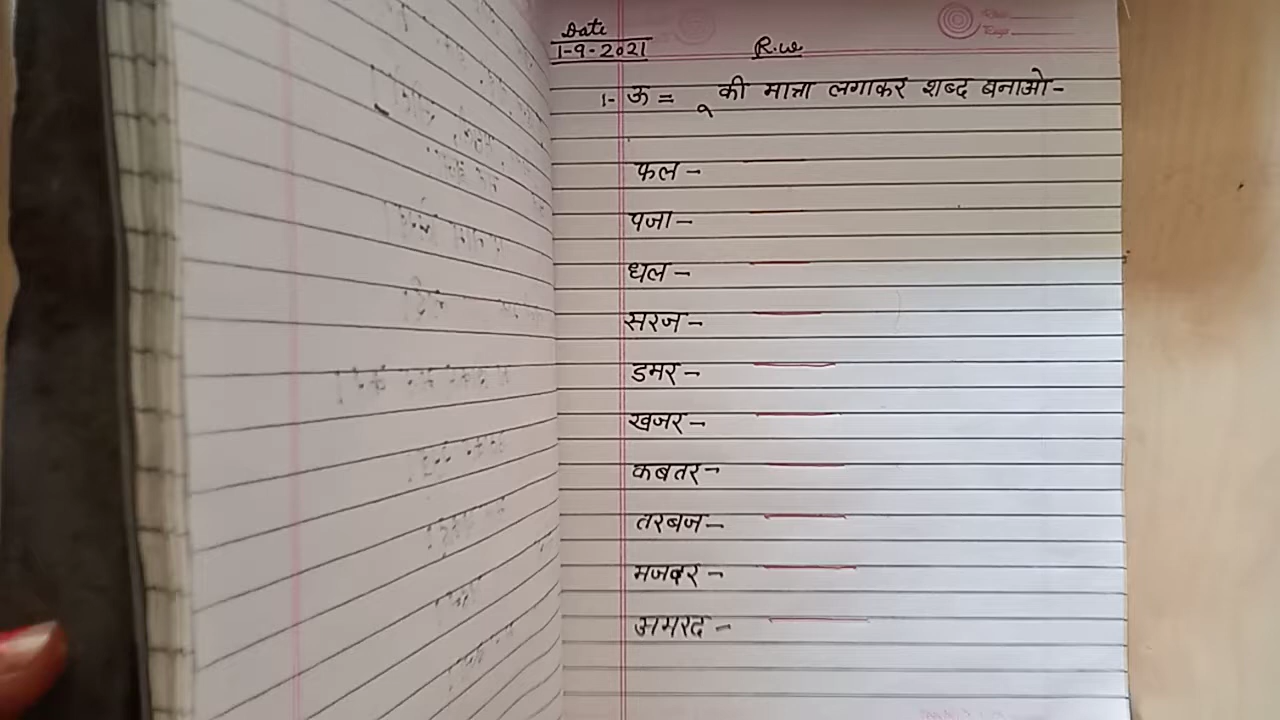 Date
1-9-2021 R.w
1- ऊ = ू की मात्रा लगाकर शब्द बनाओ-
फल -
पजा -
धल -
सरज -
डमर -
खजर -
कबतर -
तरबज -
मजदर -
अमरद -